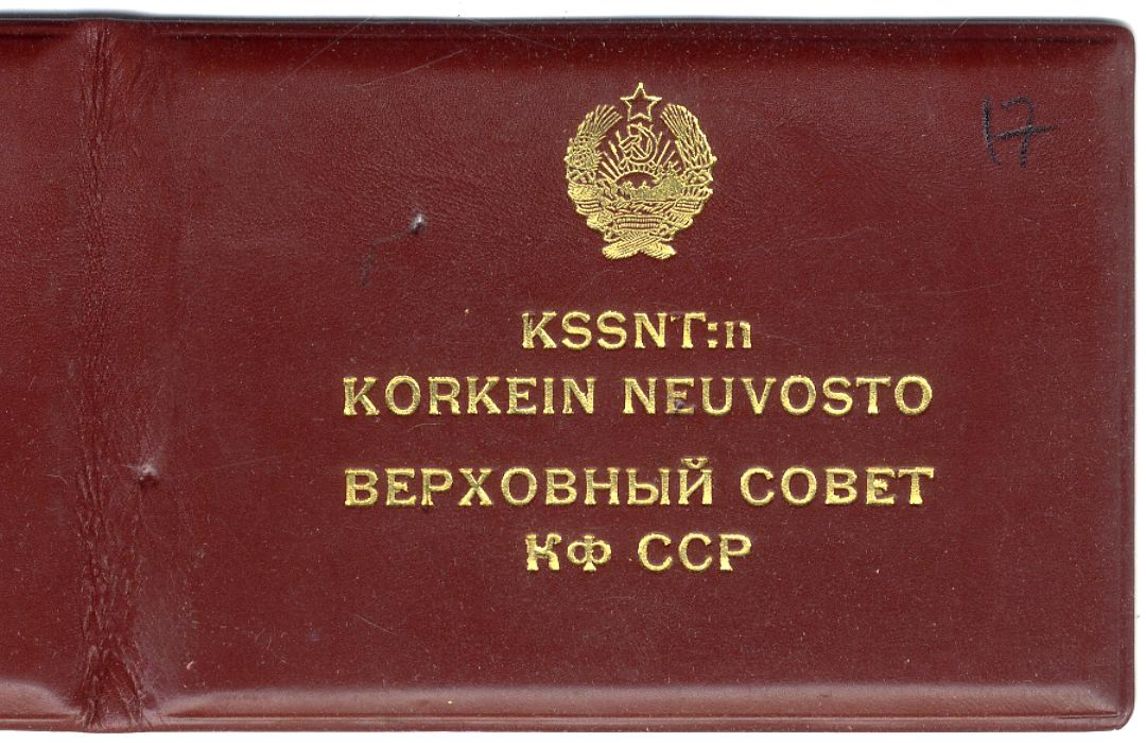 17
KSSNT:n
KORKEIN NEUVOSTO
ВЕРХОВНЫЙ СОВЕТ
КФ ССР